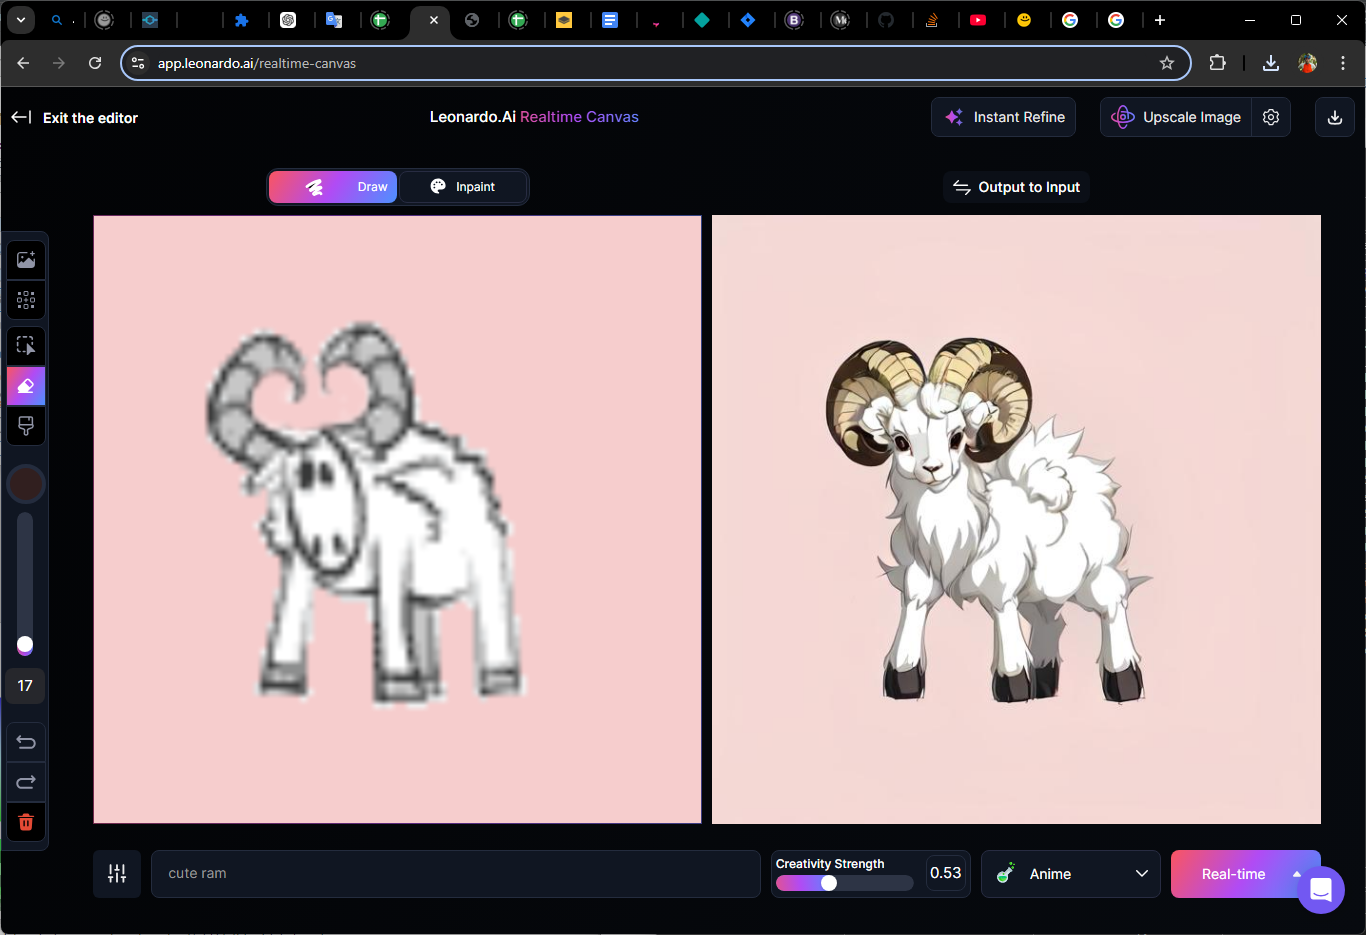 app.leonardo.ai/realtime-canvas
Exit the editor
Leonardo.Ai Realtime Canvas
Instant Refine
Upscale Image
Draw
Inpaint
Output to Input
17
cute ram
Creativity Strength
0.53
Anime
Real-time